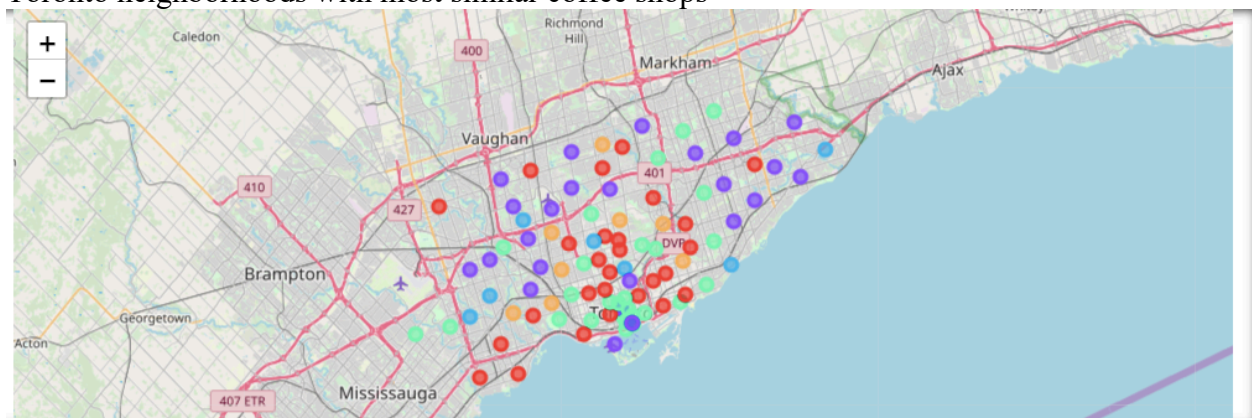 Toronto neighborhoods with most similar coffee shops
+
−
Caledon
400
Richmond
Hill
Markham
Ajax
Vaughan
401
410
427
DVP
Brampton
Georgetown
Acton
Mississauga
407 ETR